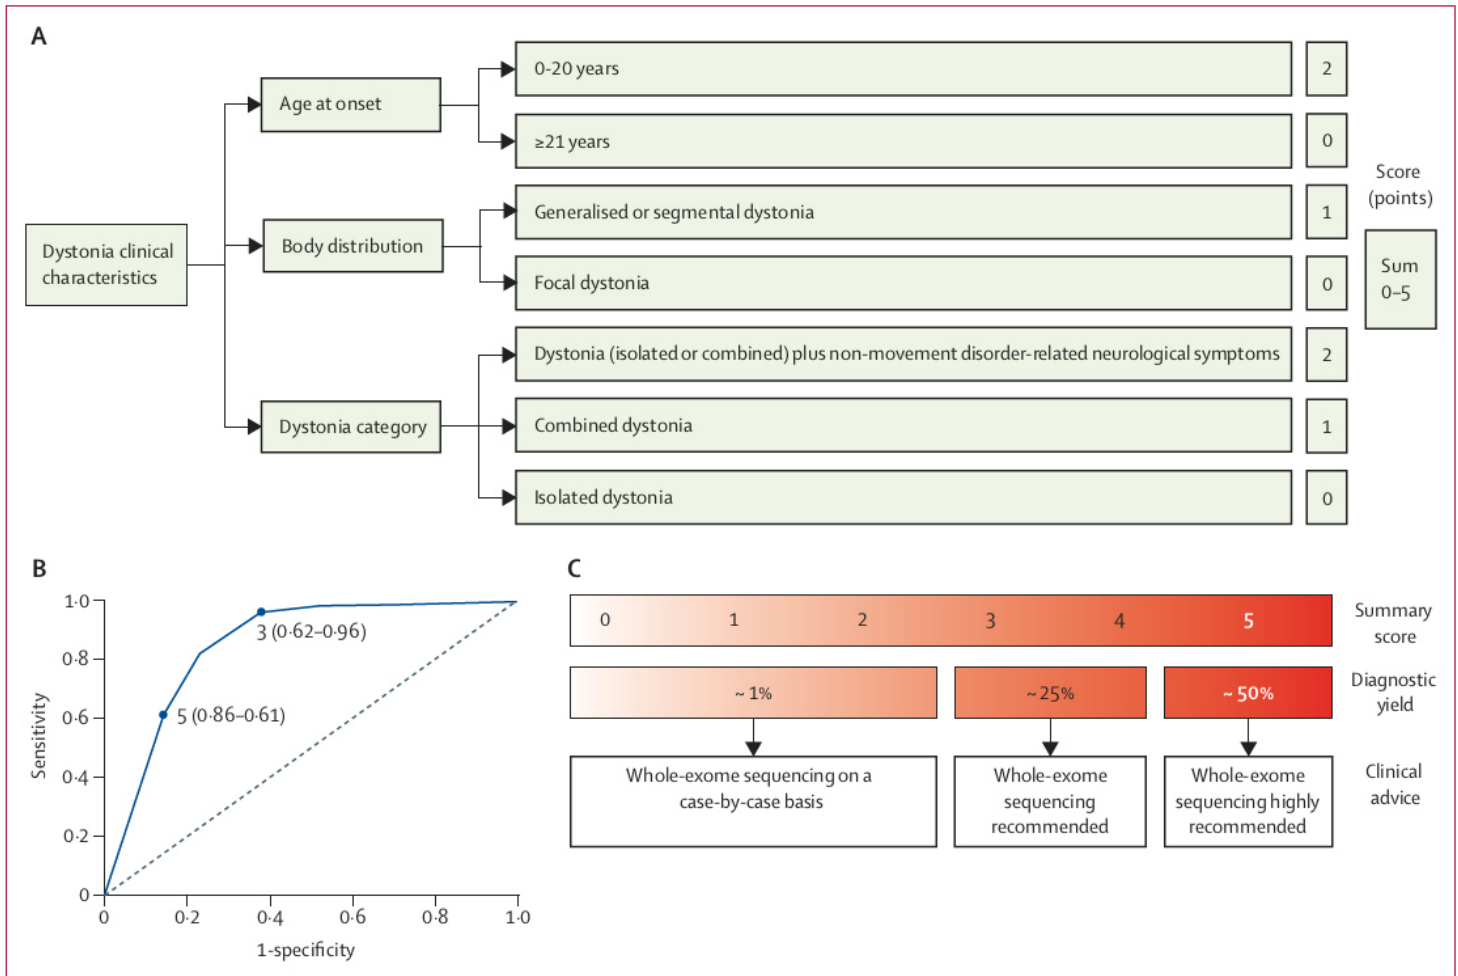 A
Dystonia clinical
characteristics
Age at onset
0-20 years
2
≥21 years
0
Body distribution
Generalised or segmental dystonia
1
Focal dystonia
0
Dystonia category
Dystonia (isolated or combined) plus non-movement disorder-related neurological symptoms
2
Combined dystonia
1
Isolated dystonia
0
Score
(points)
Sum
0–5
B
Sensitivity
1·0
0·8
0·6
0·4
0·2
0
3 (0·62–0·96)
5 (0·86–0·61)
0
0·2
0·4
0·6
0·8
1·0
1-specificity
C
0 1 2 3 4 5
Summary
score
~ 1% ~ 25% ~ 50%
Diagnostic
yield
Whole-exome sequencing on a
case-by-case basis
Whole-exome
sequencing
recommended
Whole-exome
sequencing highly
recommended
Clinical
advice